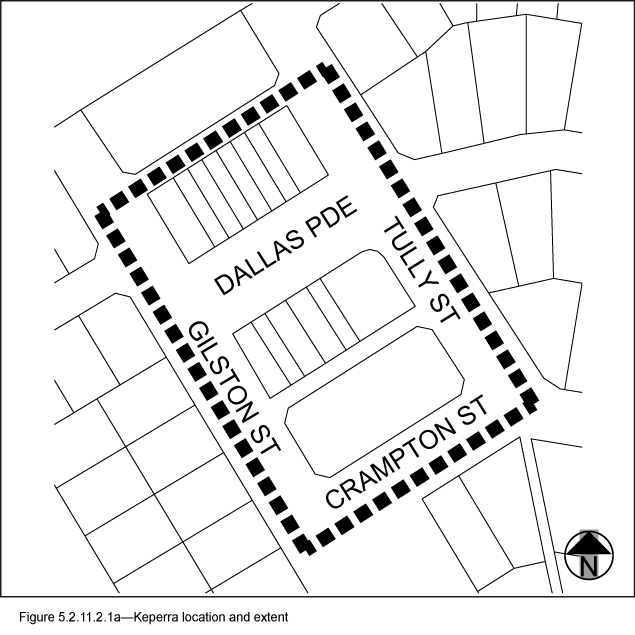 DALLAS PDE
TULLY ST
GILSTON ST
CRAMPTON ST
N
Figure 5.2.11.2.1a—Keperra location and extent